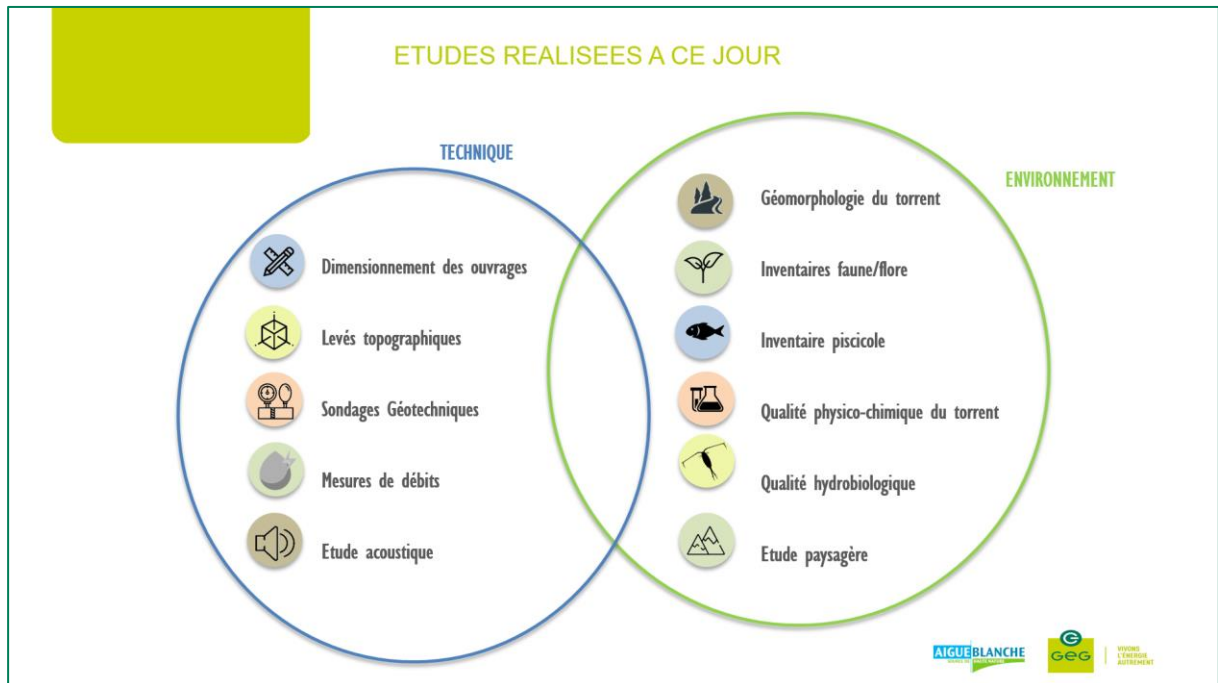 ETUDES REALISEES A CE JOUR
TECHNIQUE
Dimensionnement des ouvrages
Levés topographiques
Sondages Géotechniques
Mesures de débits
Etude acoustique
ENVIRONNEMENT
Géomorphologie du torrent
Inventaires faune/flore
Inventaire piscicole
Qualité physico-chimique du torrent
Qualité hydrobiologique
Etude paysagère
AIGUEBLANCHE
GEG
VIVONS
L'ÉNERGIE
AUTREMENT